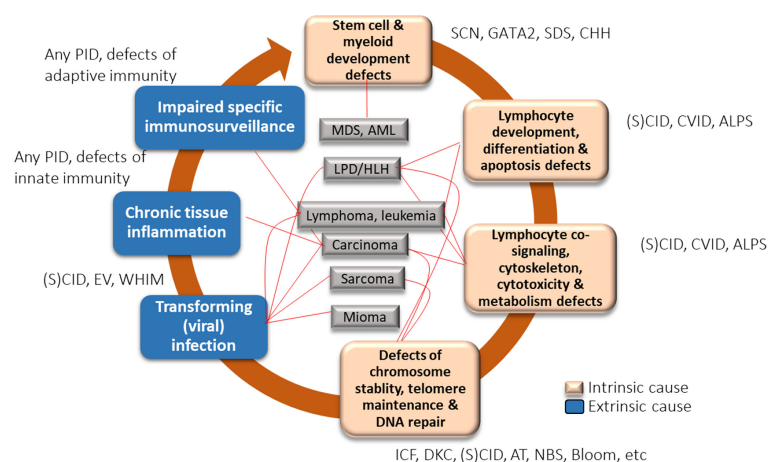 Stem cell &
myeloid
development
defects
SCN, GATA2, SDS, CHH
Any PID, defects of
adaptive immunity
Impaired specific
immunosurveillance
Lymphocyte
development,
differentiation &
apoptosis defects
(S)CID, CVID, ALPS
MDS, AML
LPD/HLH
Any PID, defects of
innate immunity
Chronic tissue
inflammation
Lymphoma, leukemia
Carcinoma
Sarcoma
Mioma
Lymphocyte co-
signaling,
cytoskeleton,
cytotoxicity &
metabolism defects
(S)CID, CVID, ALPS
(S)CID, EV, WHIM
Transforming
(viral)
infection
Defects of
chromosome
stablity, telomere
maintenance &
DNA repair
Intrinsic cause
Extrinsic cause
ICF, DKC, (S)CID, AT, NBS, Bloom, etc